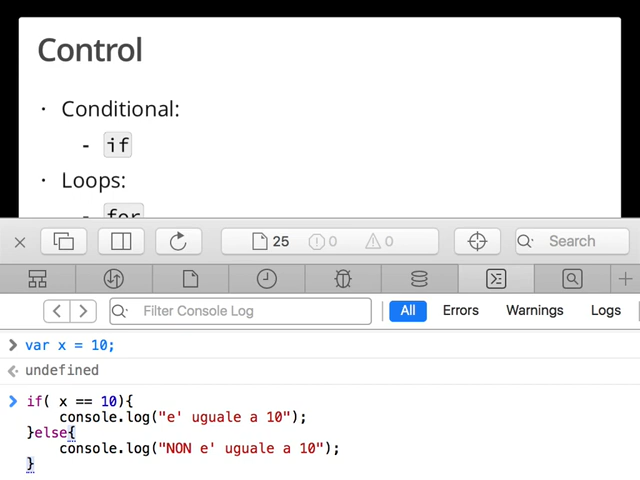 Control
· Conditional:
- if
· Loops:
- for
25 0 0 Search
Filter Console Log All Errors Warnings Logs
> var x = 10;
undefined
> if( x == 10){
console.log("e' uguale a 10");
}else{
console.log("NON e' uguale a 10");
}